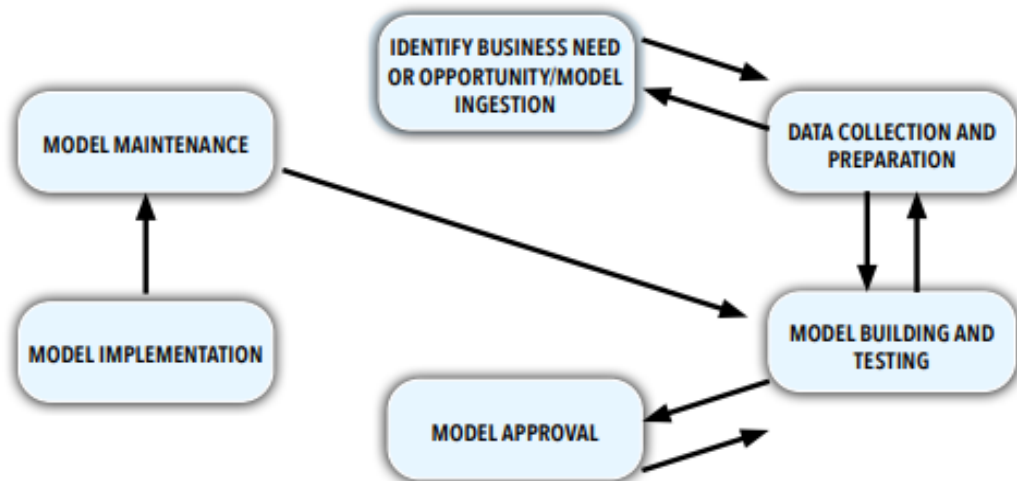 IDENTIFY BUSINESS NEED
OR OPPORTUNITY/MODEL
INGESTION
MODEL MAINTENANCE
DATA COLLECTION AND
PREPARATION
MODEL IMPLEMENTATION
MODEL BUILDING AND
TESTING
MODEL APPROVAL